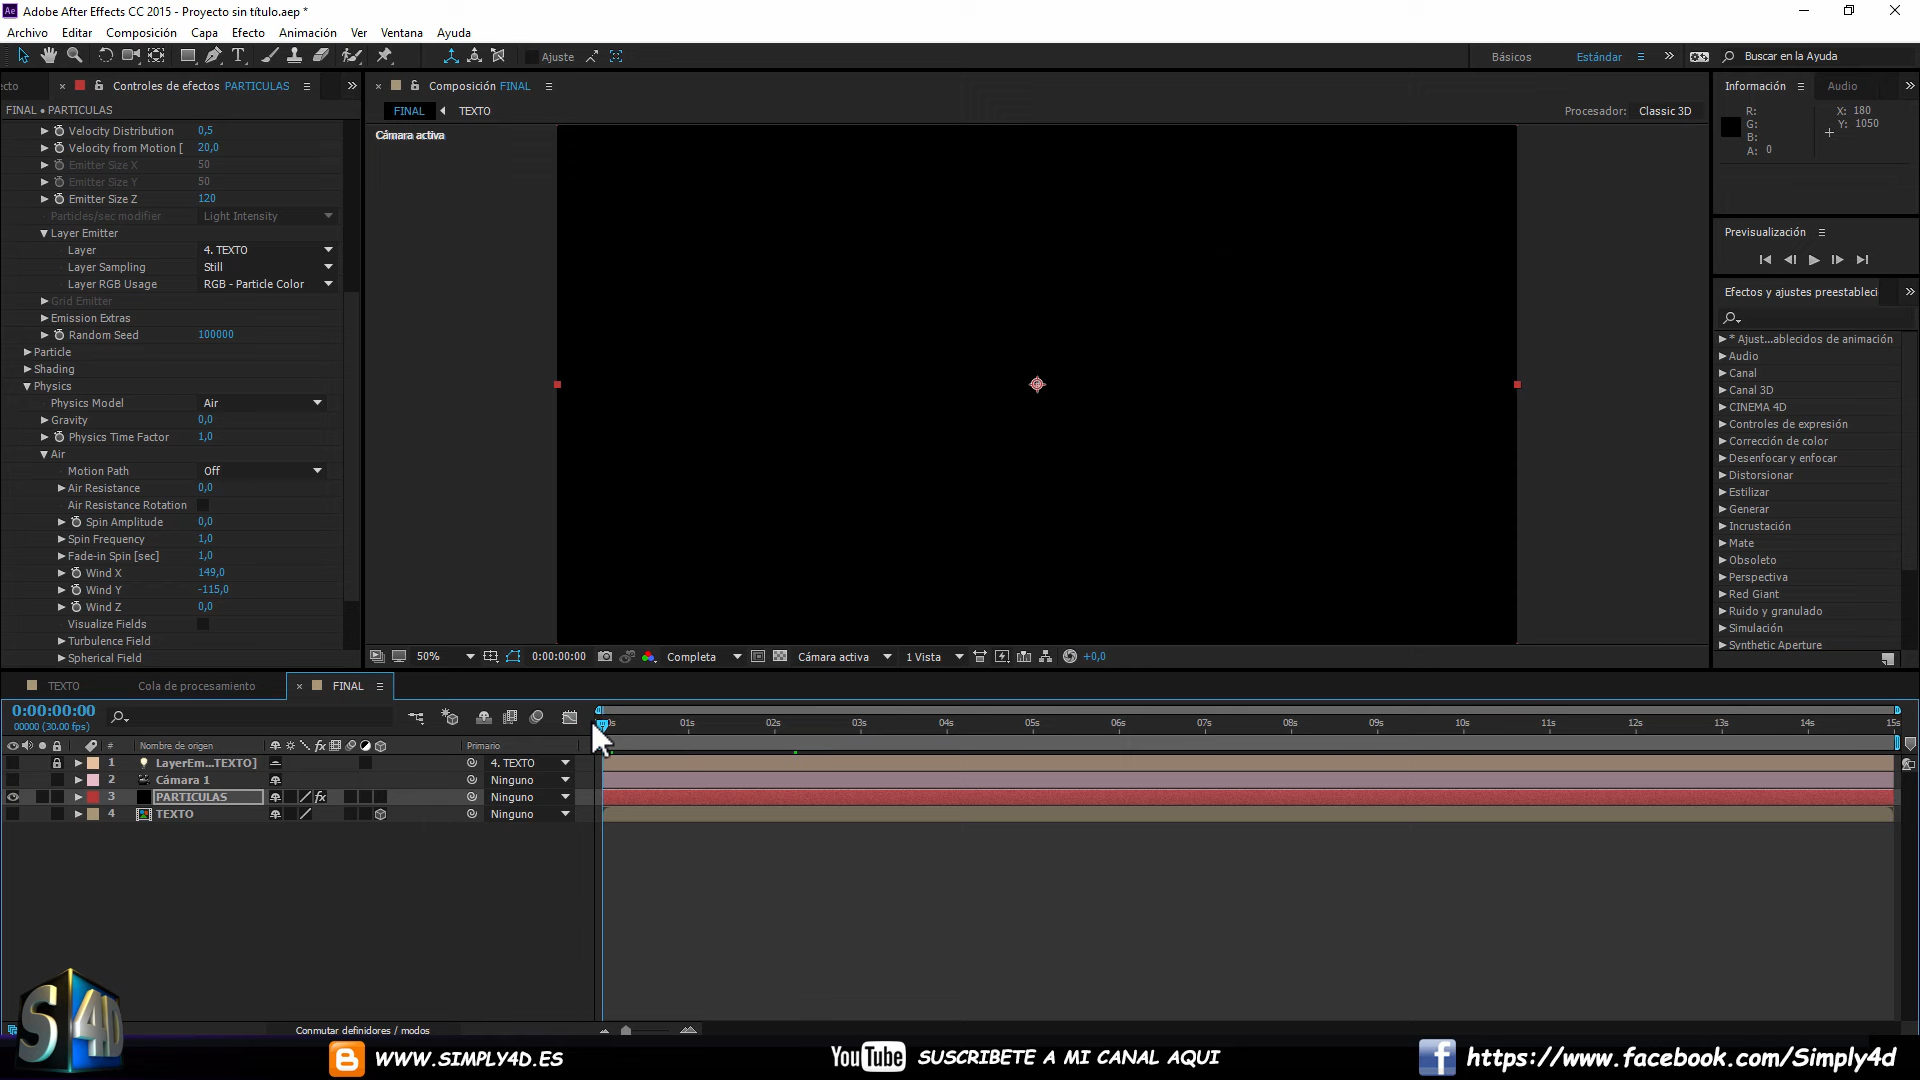 Adobe After Effects CC 2015 - Proyecto sin título.aep *
Archivo Editar Composición Capa Efecto Animación Ver Ventana Ayuda
Ajuste Básicos Estándar Buscar en la Ayuda
ecto Controles de efectos PARTICULAS
Composición FINAL
Información Audio
FINAL • PARTICULAS
FINAL TEXTO
Procesador: Classic 3D
Cámara activa
R:
G:
B:
A: 0
X: 180
Y: 1050
Velocity Distribution 0,5
Velocity from Motion [ 20,0
Emitter Size X 50
Emitter Size Y 50
Emitter Size Z 120
Particles/sec modifier Light Intensity
Layer Emitter
Layer 4. TEXTO
Layer Sampling Still
Layer RGB Usage RGB - Particle Color
Grid Emitter
Emission Extras
Random Seed 100000
Particle
Shading
Physics
Physics Model Air
Gravity 0,0
Physics Time Factor 1,0
Air
Motion Path Off
Air Resistance 0,0
Air Resistance Rotation
Spin Amplitude 0,0
Spin Frequency 1,0
Fade-in Spin [sec] 1,0
Wind X 149,0
Wind Y -115,0
Wind Z 0,0
Visualize Fields
Turbulence Field
Spherical Field
Previsualización
Efectos y ajustes preestableci
* Ajust...ablecidos de animación
Audio
Canal
Canal 3D
CINEMA 4D
Controles de expresión
Corrección de color
Desenfocar y enfocar
Distorsionar
Estilizar
Generar
Incrustación
Mate
Obsoleto
Perspectiva
Red Giant
Ruido y granulado
Simulación
Synthetic Aperture
50% 0:00:00:00 Completa Cámara activa 1 Vista +0,0
TEXTO Cola de procesamiento FINAL
0:00:00:00
00000 (30.00 fps)
0s 01s 02s 03s 04s 05s 06s 07s 08s 09s 10s 11s 12s 13s 14s 15s
# Nombre de origen fx Primario
1 LayerEm...TEXTO] 4. TEXTO
2 Cámara 1 Ninguno
3 PARTICULAS fx Ninguno
4 TEXTO Ninguno
Conmutar definidores / modos
S4D
WWW.SIMPLY4D.ES
YouTube SUSCRIBETE A MI CANAL AQUI
f https://www.facebook.com/Simply4d